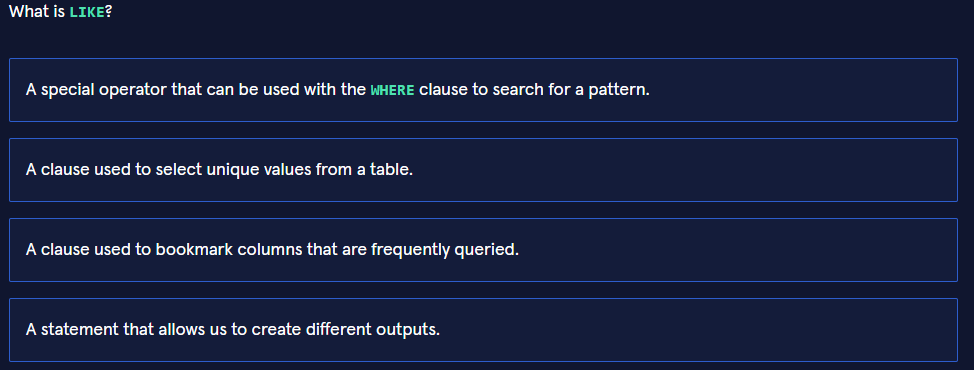 What is LIKE?
A special operator that can be used with the WHERE clause to search for a pattern.
A clause used to select unique values from a table.
A clause used to bookmark columns that are frequently queried.
A statement that allows us to create different outputs.